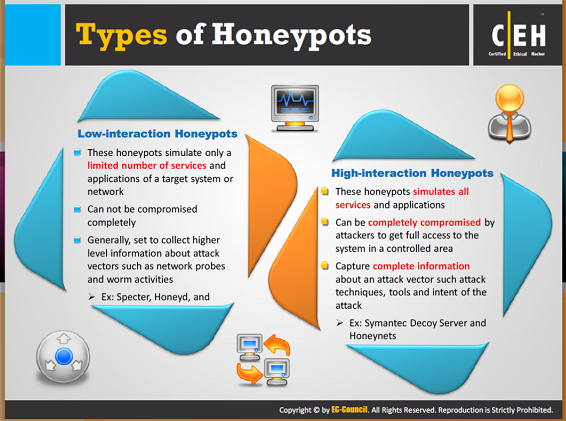 Types of Honeypots
C|EH
Certified Ethical Hacker
Low-interaction Honeypots
These honeypots simulate only a
limited number of services and
applications of a target system or
network
Can not be compromised
completely
Generally, set to collect higher
level information about attack
vectors such as network probes
and worm activities
Ex: Specter, Honeyd, and
High-interaction Honeypots
These honeypots simulates all
services and applications
Can be completely compromised by
attackers to get full access to the
system in a controlled area
Capture complete information
about an attack vector such attack
techniques, tools and intent of the
attack
Ex: Symantec Decoy Server and
Honeynets
Copyright © by EC-Council. All Rights Reserved. Reproduction is Strictly Prohibited.